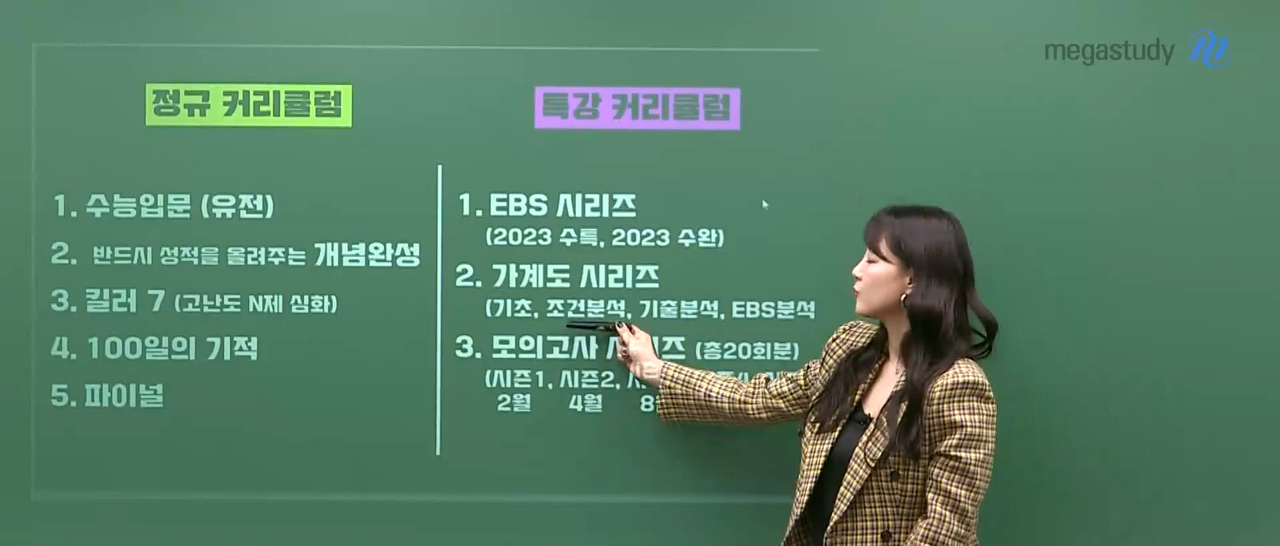 megastudy
정규 커리큘럼
1. 수능입문 (유전)
2. 반드시 성적을 올려주는 개념완성
3. 킬러 7 (고난도 N제 심화)
4. 100일의 기적
5. 파이널
특강 커리큘럼
1. EBS 시리즈
(2023 수특, 2023 수완)
2. 가계도 시리즈
(기초, 조건분석, 기출분석, EBS분석
3. 모의고사 시리즈 (총20회분)
(시즌1, 시즌2,
2월 4월